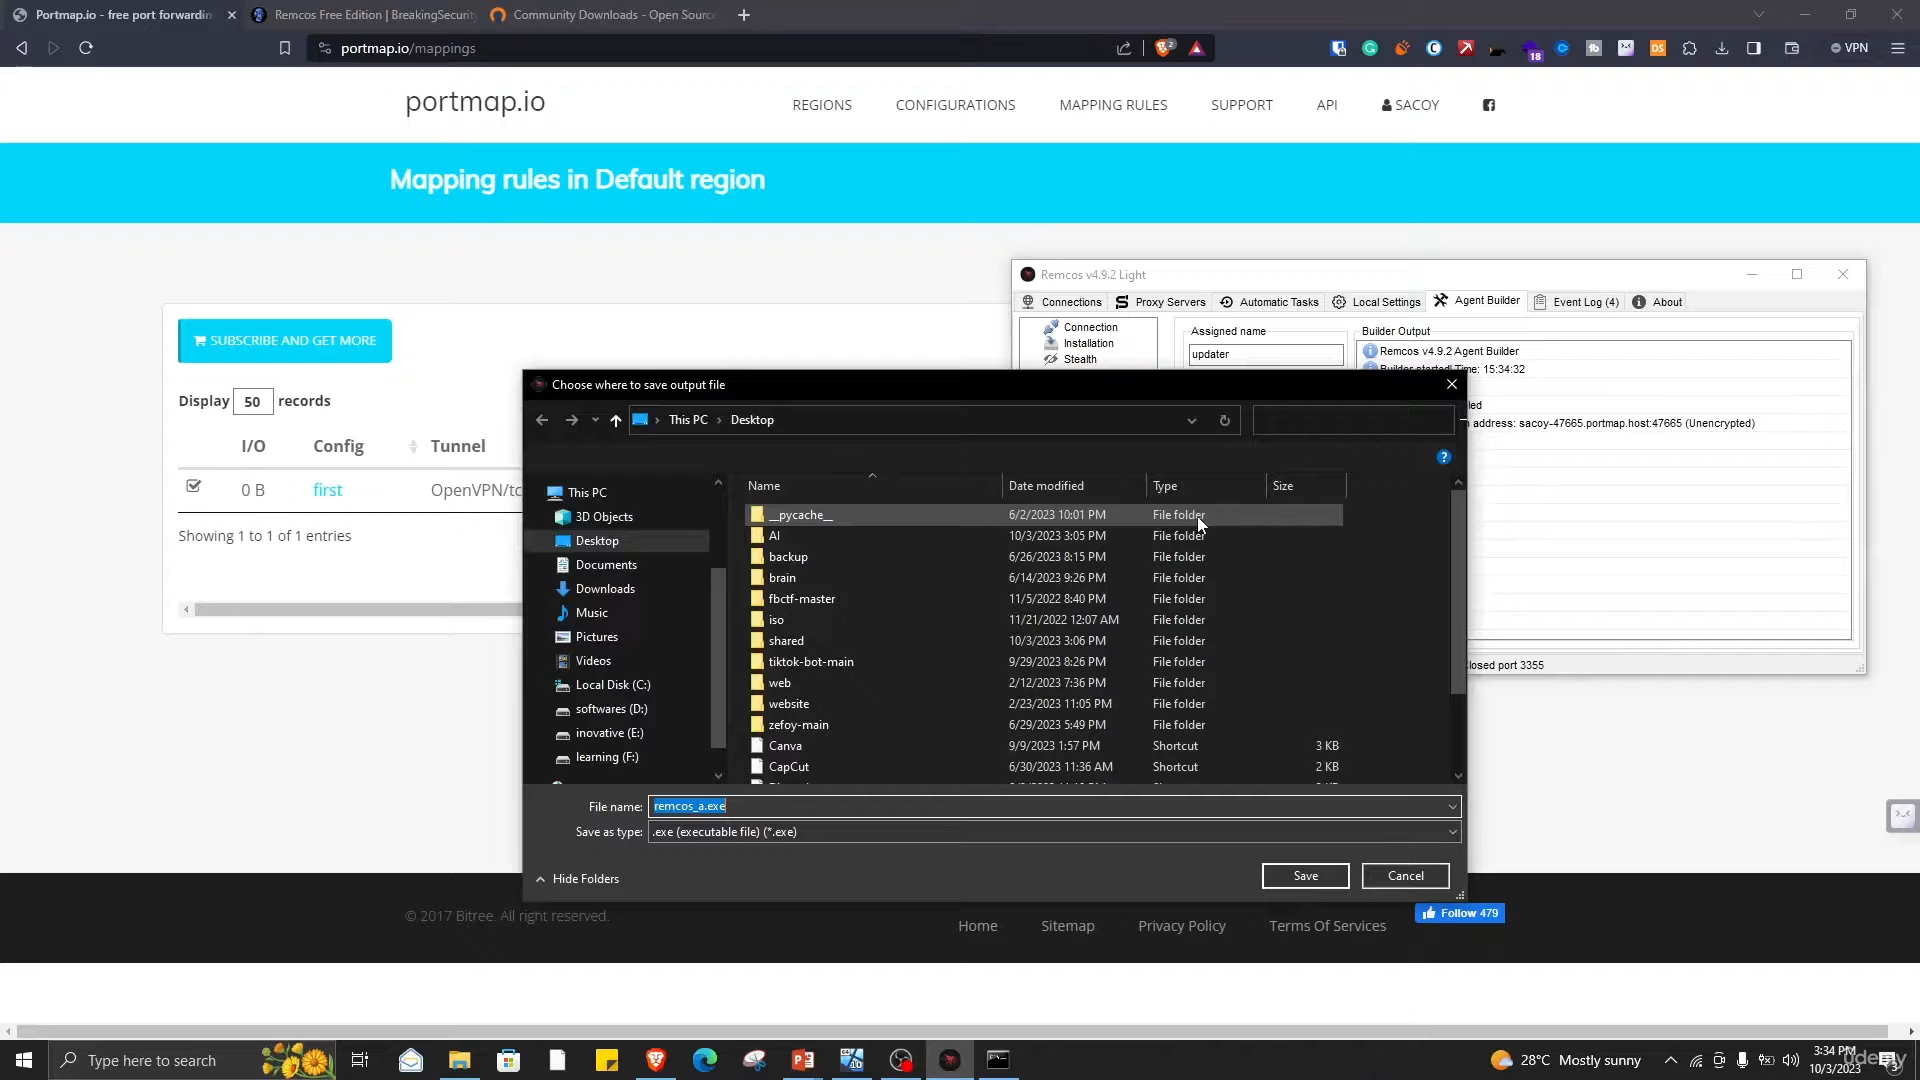 Portmap.io - free port forwardin
Remcos Free Edition | BreakingSecurity
Community Downloads - Open Source
portmap.io/mappings
18
VPN
portmap.io
REGIONS
CONFIGURATIONS
MAPPING RULES
SUPPORT
API
SACOY
Mapping rules in Default region
SUBSCRIBE AND GET MORE
Display 50 records
I/O Config Tunnel
0 B first OpenVPN/tc
Showing 1 to 1 of 1 entries
Remcos v4.9.2 Light
Connections
Proxy Servers
Automatic Tasks
Local Settings
Agent Builder
Event Log (4)
About
Connection
Installation
Stealth
Assigned name
updater
Builder Output
Remcos v4.9.2 Agent Builder
Builder started! Time: 15:34:32
led
n address: sacoy-47665.portmap.host:47665 (Unencrypted)
losed port 3355
Choose where to save output file
This PC
Desktop
Name Date modified Type Size
This PC
3D Objects
Desktop
Documents
Downloads
Music
Pictures
Videos
Local Disk (C:)
softwares (D:)
inovative (E:)
learning (F:)
__pycache__ 6/2/2023 10:01 PM File folder
AI 10/3/2023 3:05 PM File folder
backup 6/26/2023 8:15 PM File folder
brain 6/14/2023 9:26 PM File folder
fbctf-master 11/5/2022 8:40 PM File folder
iso 11/21/2022 12:07 AM File folder
shared 10/3/2023 3:06 PM File folder
tiktok-bot-main 9/29/2023 8:26 PM File folder
web 2/12/2023 7:36 PM File folder
website 2/23/2023 11:05 PM File folder
zefoy-main 6/29/2023 5:49 PM File folder
Canva 9/9/2023 1:57 PM Shortcut 3 KB
CapCut 6/30/2023 11:36 AM Shortcut 2 KB
File name: remcos_a.exe
Save as type: .exe (executable file) (*.exe)
Hide Folders
Save
Cancel
© 2017 Bitree. All right reserved.
Home
Sitemap
Privacy Policy
Terms Of Services
Follow 479
Type here to search
28°C Mostly sunny
3:34 PM
10/3/2023
udemy